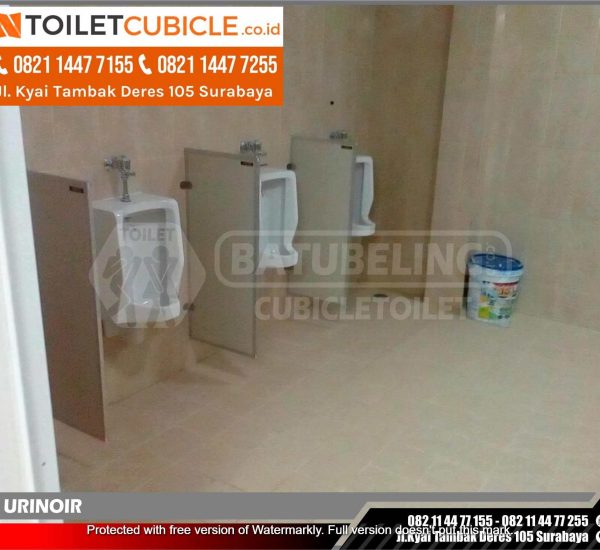 TOILETCUBICLE.co.id
0821 1447 7155 0821 1447 7255
Jl. Kyai Tambak Deres 105 Surabaya
TOILET
BATUBELING.co
CUBICLETOILET
URINOIR
082 11 44 77 155 - 082 11 44 77 255
Jl.Kyai Tambak Deres 105 Surabaya
Protected with free version of Watermarkly. Full version doesn't put this mark.